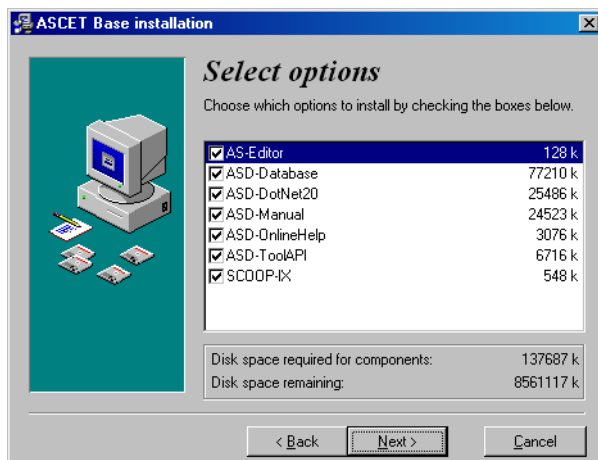 ASCET Base installation
Select options
Choose which options to install by checking the boxes below.
AS-Editor 128 k
ASD-Database 77210 k
ASD-DotNet20 25486 k
ASD-Manual 24523 k
ASD-OnlineHelp 3076 k
ASD-ToolAPI 6716 k
SCOOP-IX 548 k
Disk space required for components: 137687 k
Disk space remaining: 8561117 k
< Back Next > Cancel